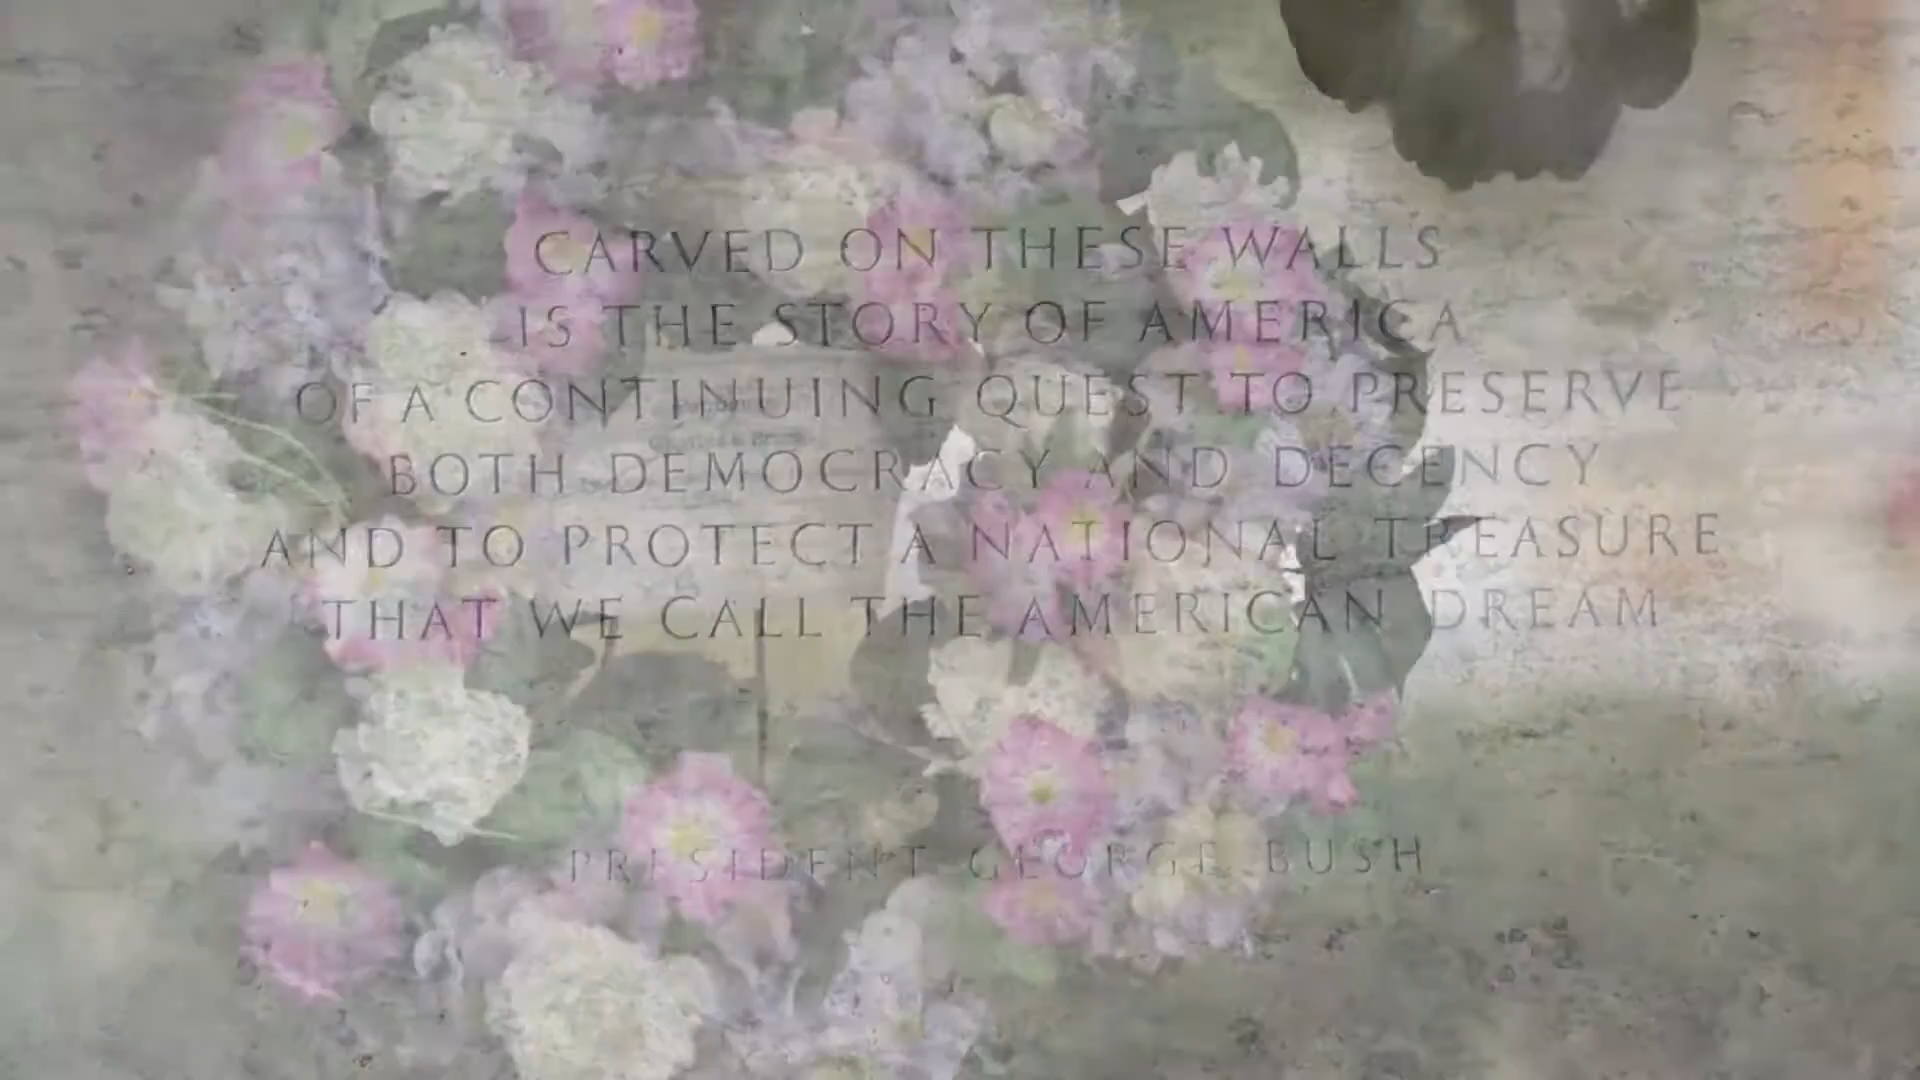 CARVED ON THESE WALLS
IS THE STORY OF AMERICA
OF A CONTINUING QUEST TO PRESERVE
BOTH DEMOCRACY AND DECENCY
AND TO PROTECT A NATIONAL TREASURE
THAT WE CALL THE AMERICAN DREAM
PRESIDENT GEORGE BUSH